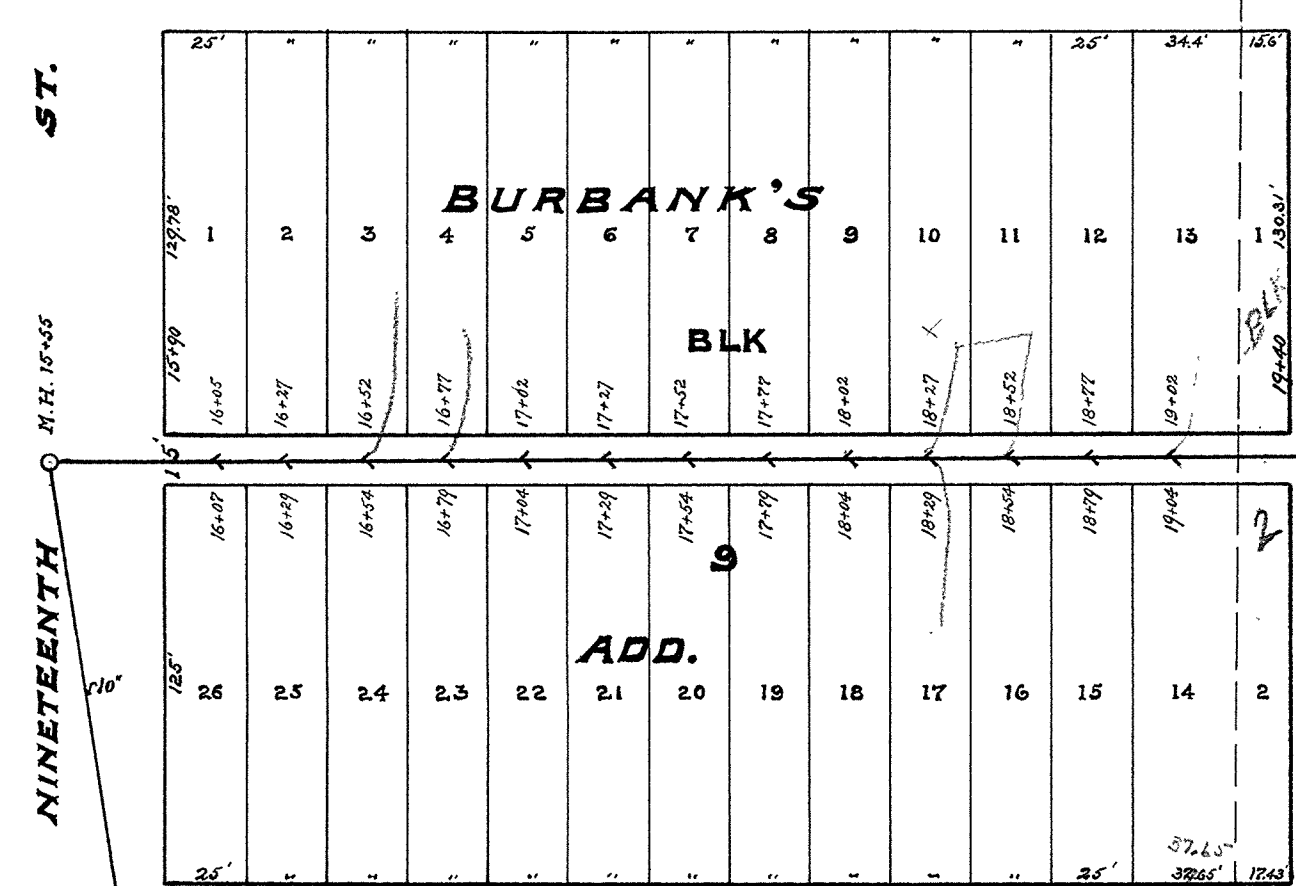 25' " " " " " " " " " " 25' 34.4' 15.6'
ST.
BURBANK'S
129.78' 1 2 3 4 5 6 7 8 9 10 11 12 13 1 130.31'
BLK
X
Blk.
M.H. 15+55 15+90 16+05 16+27 16+52 16+77 17+02 17+27 17+52 17+77 18+02 18+27 18+52 18+77 19+02 19+40
15'
16+07 16+29 16+54 16+79 17+04 17+29 17+54 17+79 18+04 18+29 18+54 18+79 19+04 2
9
ADD.
NINETEENTH
125' 26 25 24 23 22 21 20 19 18 17 16 15 14 2
37.65
25' " " " " " " " " " " 25' 37.65' 17.43'